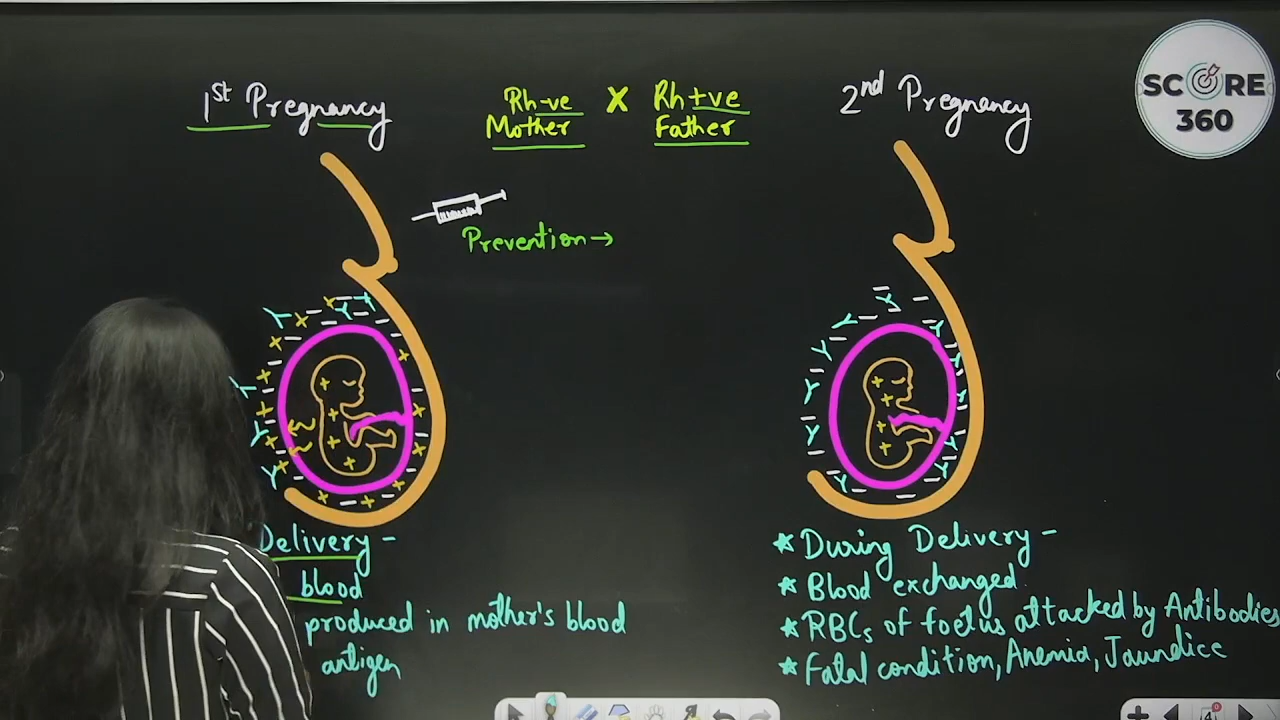 1st Pregnancy
Rh-ve X Rh+ve
Mother Father
2nd Pregnancy
SCORE
360
Prevention →
Delivery -
blood
produced in mother's blood
antigen
* During Delivery -
* Blood exchanged
* RBCs of foetus attacked by Antibodies
* Fatal condition, Anemia, Jaundice